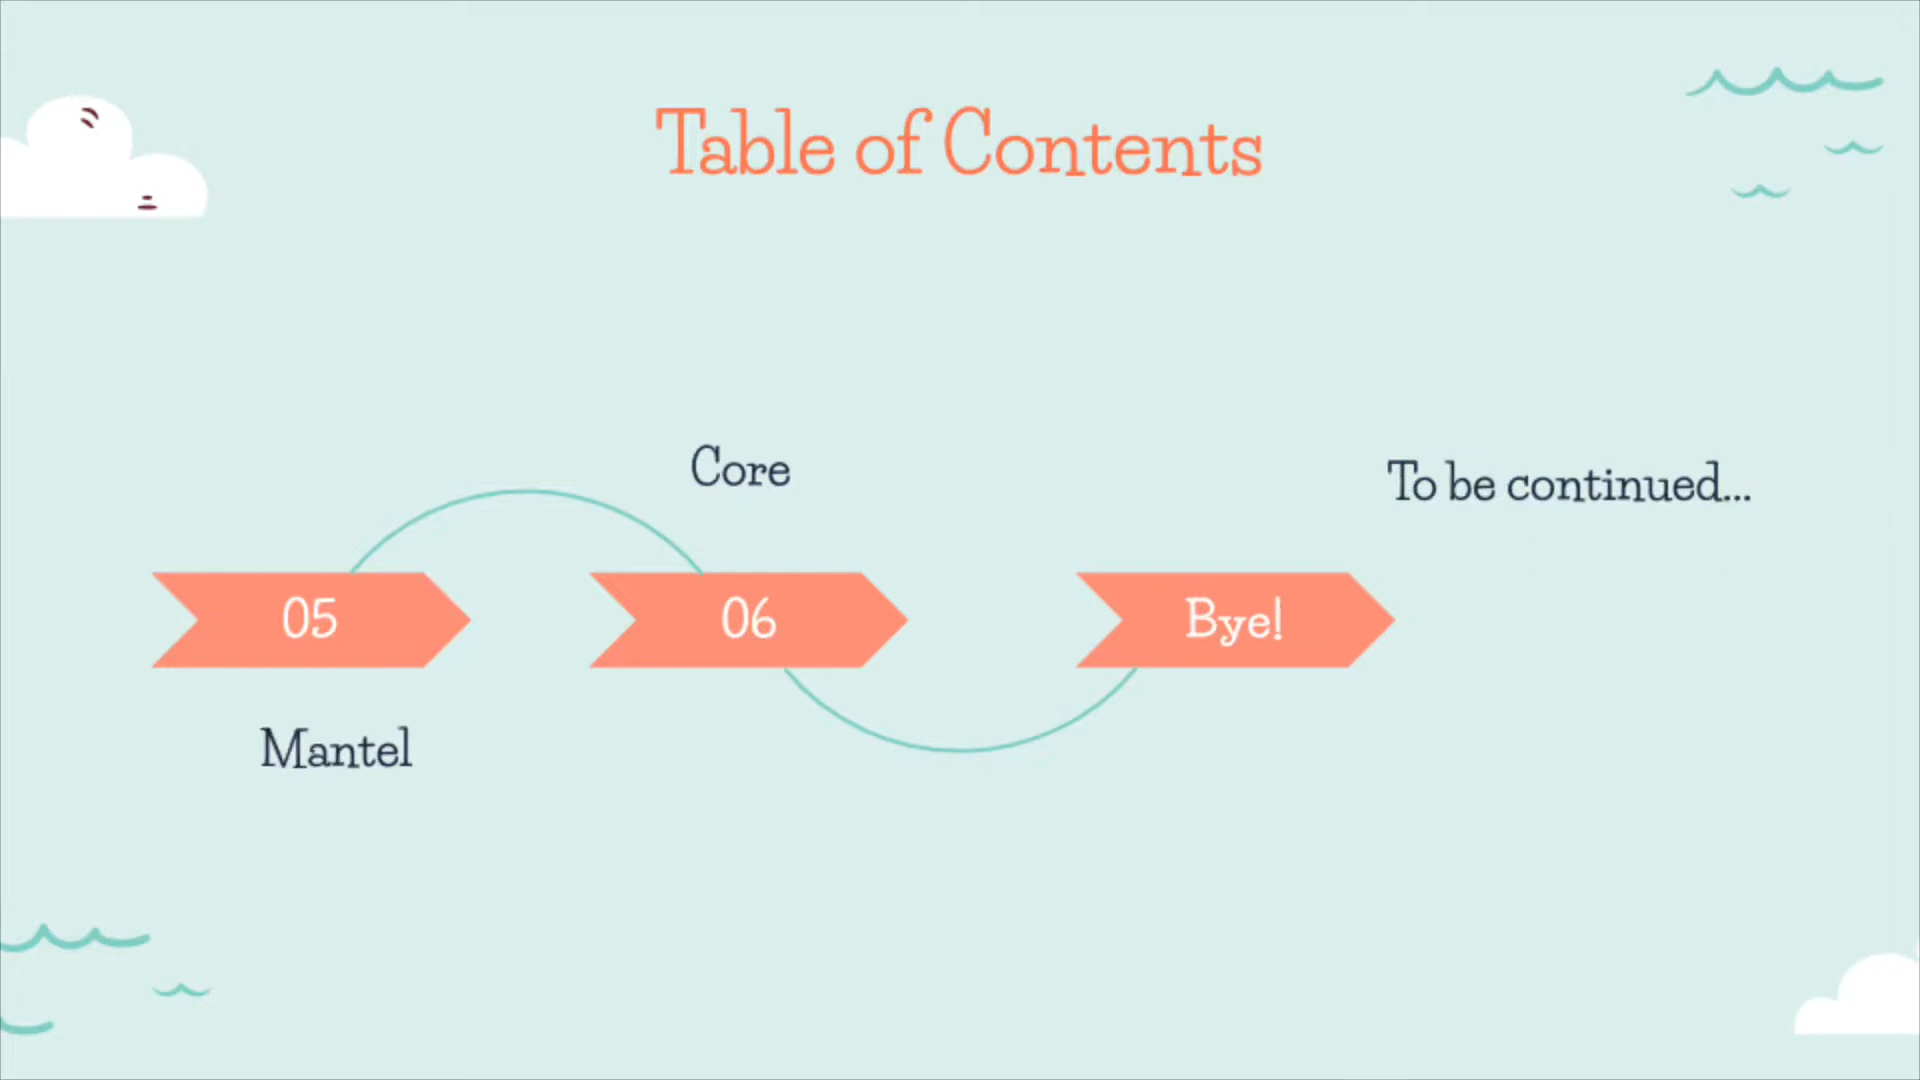 Table of Contents
Core
To be continued...
05
06
Bye!
Mantel